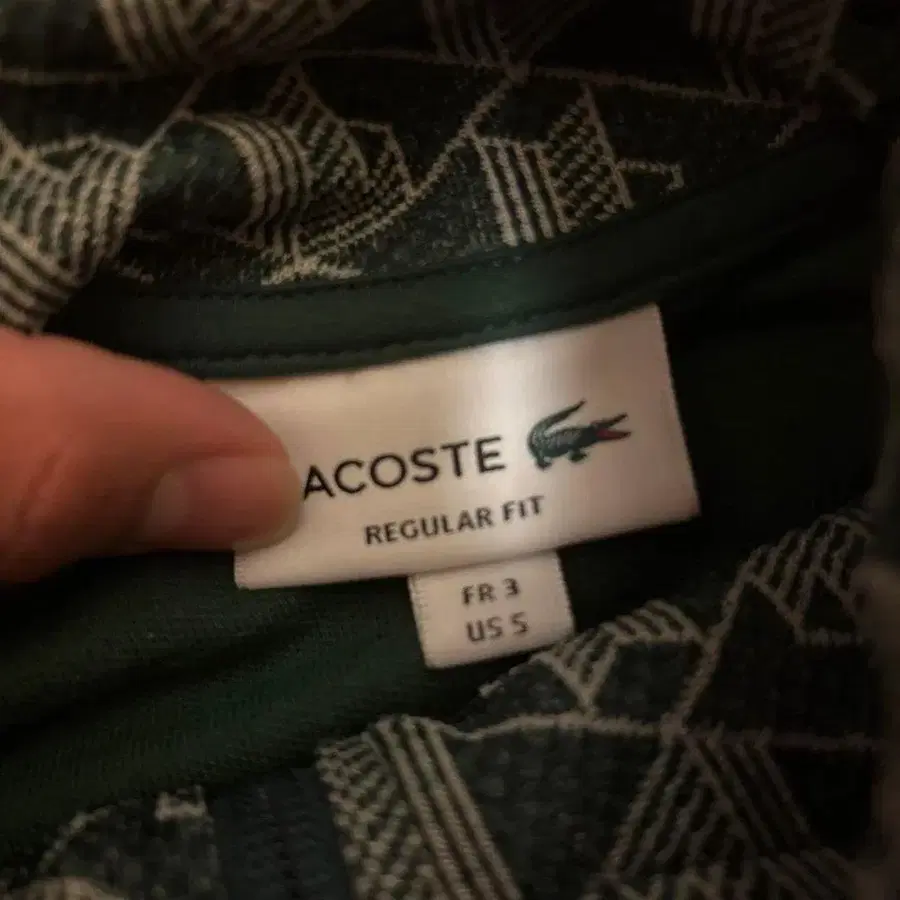 ACOSTE
REGULAR FIT
FR 3
US S